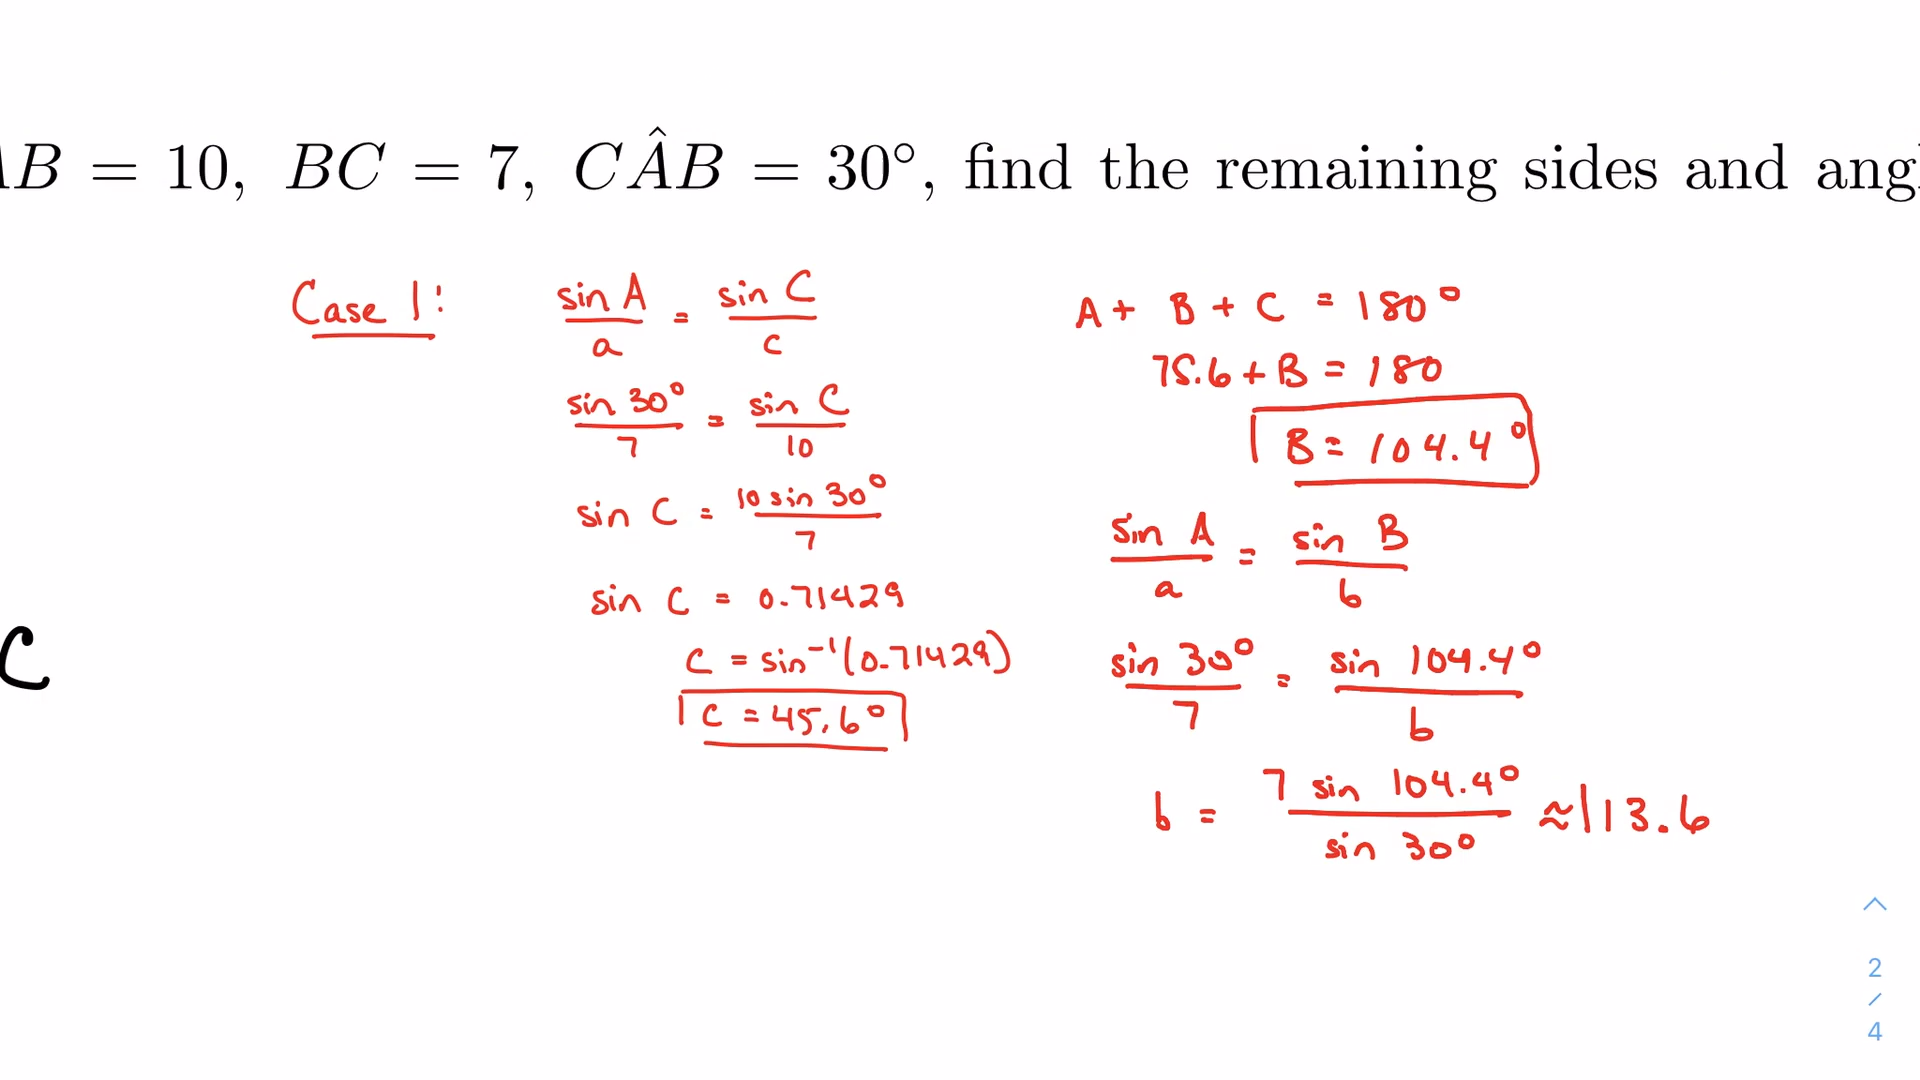 AB = 10, BC = 7, CÂB = 30°, find the remaining sides and angl
Case 1:
sin A / a = sin C / c
sin 30° / 7 = sin C / 10
sin C = 10 sin 30° / 7
sin C = 0.71429
C = sin⁻¹(0.71429)
C = 45.6°
A + B + C = 180°
75.6 + B = 180
B = 104.4°
sin A / a = sin B / b
sin 30° / 7 = sin 104.4° / b
b = 7 sin 104.4° / sin 30° ≈ 13.6
C
2
/
4